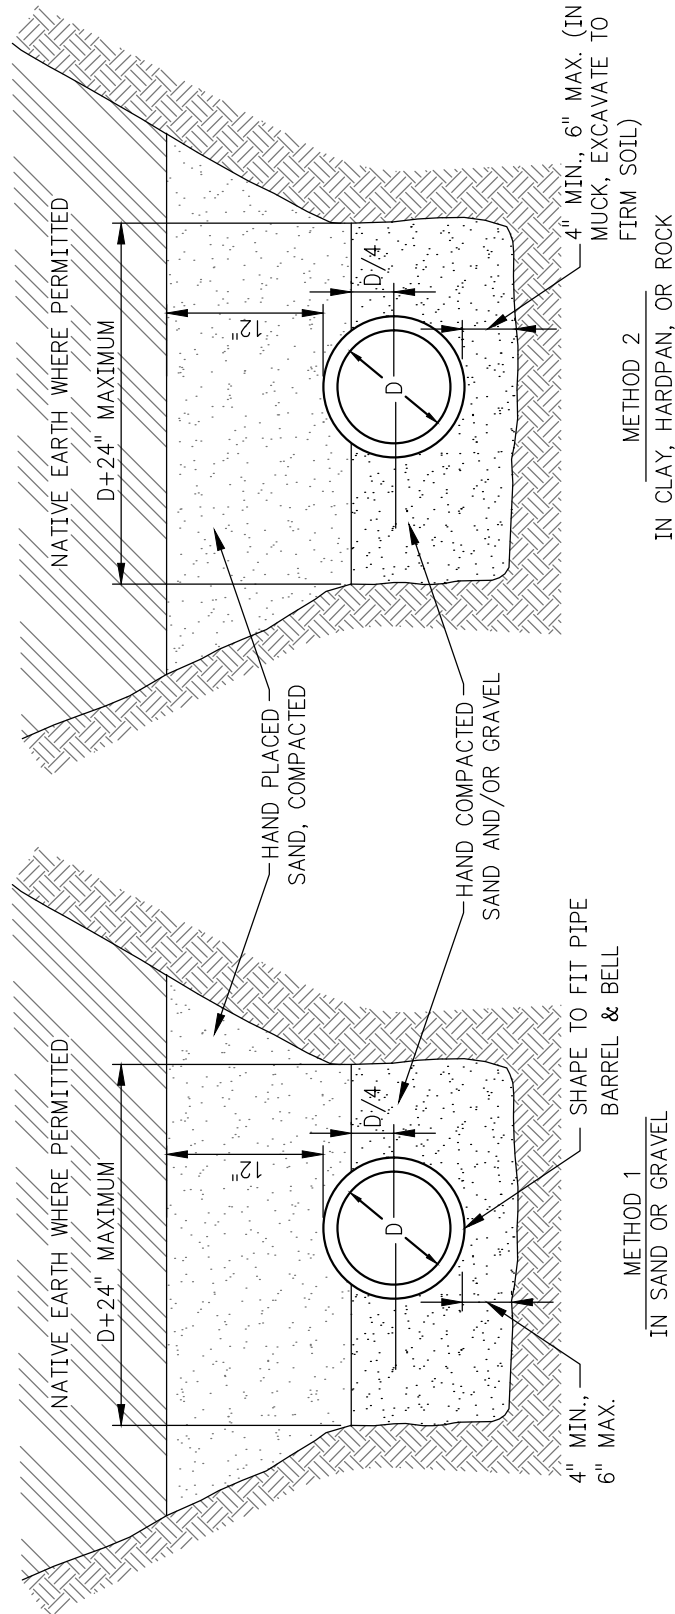 NATIVE EARTH WHERE PERMITTED
D+24" MAXIMUM
12"
D/4
D
4" MIN.,
6" MAX.
SHAPE TO FIT PIPE
BARREL & BELL
METHOD 1
IN SAND OR GRAVEL
HAND PLACED
SAND, COMPACTED
HAND COMPACTED
SAND AND/OR GRAVEL
NATIVE EARTH WHERE PERMITTED
D+24" MAXIMUM
12"
D/4
D
4" MIN., 6" MAX. (IN
MUCK, EXCAVATE TO
FIRM SOIL)
METHOD 2
IN CLAY, HARDPAN, OR ROCK